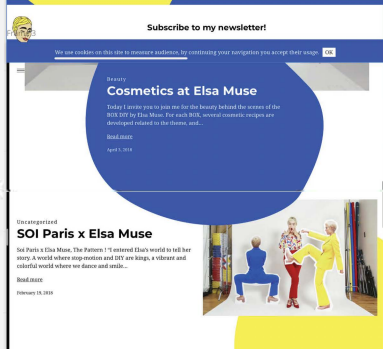 Subscribe to my newsletter!
We use cookies on this site to measure audience, by continuing your navigation you accept their usage. OK
Beauty
Cosmetics at Elsa Muse
Today I invite you to join me for the beauty behind the scenes of the
BOX DIY by Elsa Muse. For each BOX, several cosmetic recipes are
developed related to the theme, and...
Read more
April 3, 2018
Uncategorized
SOI Paris x Elsa Muse
Soi Paris x Elsa Muse, The Pattern ! “I entered Elsa's world to tell her
story. A world where stop-motion and DIY are kings, a vibrant and
colorful world where we dance and smile...
Read more
February 19, 2018